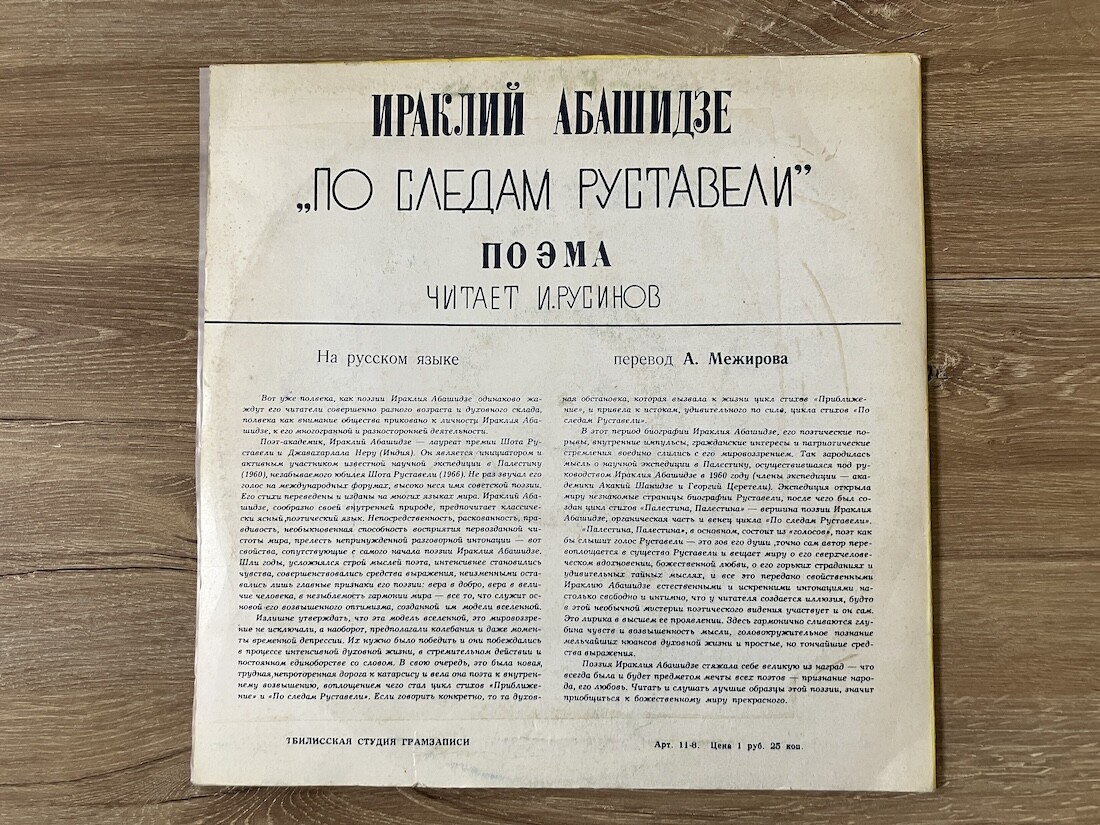 ИРАКЛИЙ АБАШИДЗЕ
„ПО СЛЕДАМ РУСТАВЕЛИ”
ПОЭМА
ЧИТАЕТ И.РУСИНОВ
На русском языке
перевод А. Межирова
Вот уже полвека, как поэзии Ираклия Абашидзе одинаково жа-
ждут его читатели совершенно разного возраста и духовного склада,
полвека как внимание общества приковано к личности Ираклия Аба-
шидзе, к его многогранной и разносторонней деятельности.
Поэт-академик, Ираклий Абашидзе — лауреат премии Шота Ру-
ставели и Джавахарлала Неру (Индия). Он является инициатором и
активным участником известной научной экспедиции в Палестину
(1960), незабываемого юбилея Шота Руставели (1966). Не раз звучал его
голос на международных форумах, высоко неся имя советской поэзии.
Его стихи переведены и изданы на многих языках мира. Ираклий Аба-
шидзе, сообразно своей внутренней природе, предпочитает классиче-
ски ясный поэтический язык. Непосредственность, раскованность, пра-
вдивость, необыкновенная способность восприятия первозданной чи-
стоты мира, прелесть непринужденной разговорной интонации — вот
свойства, сопутствующие с самого начала поэзии Ираклия Абашидзе.
Шли годы, усложнялся строй мыслей поэта, интенсивнее становились
чувства, совершенствовались средства выражения, неизменными оста-
вались лишь главные признаки его поэзии: вера в добро, вера в вели-
чие человека, в незыблемость гармонии мира — все то, что служит ос-
новой его возвышенного оптимизма, созданной им модели вселенной.
Излишне утверждать, что эта модель вселенной, это мировоззре-
ние не исключали, а наоборот, предполагали колебания и даже момен-
ты временной депрессии. Их нужно было победить и они побеждались
в процессе интенсивной духовной жизни, в стремительном действии и
постоянном единоборстве со словом. В свою очередь, это была новая,
трудная,непроторенная дорога к катарсису и вела она поэта к внутрен-
нему возвышению, воплощением чего стал цикл стихов «Приближе-
ние» и «По следам Руставели». Если говорить конкретно, то та духов-
ная обстановка, которая вызвала к жизни цикл стихов «Приближе-
ние», и привела к истокам, удивительного по силе, цикла стихов «По
следам Руставели».
В этот период биографии Ираклия Абашидзе, его поэтические по-
рывы, внутренние импульсы, гражданские интересы и патриотические
стремления воедино слились с его мировозрением. Так зародилась
мысль о научной экспедиции в Палестину, осуществившаяся под ру-
ководством Ираклия Абашидзе в 1960 году (члены экспедиции — ака-
демики Акакий Шанидзе и Георгий Церетели). Экспедиция открыла
миру незнакомые страницы биографии Руставели, после чего был со-
здан цикл стихов «Палестина, Палестина» — вершина поэзии Ираклия
Абашидзе, органическая часть и венец цикла «По следам Руставели».
«Палестина, Палестина», в основном, состоит из «голосов», поэт как
бы слышит голос Руставели — это зов его души ,точно сам автор пере-
воплощается в существо Руставели и вещает миру о его сверхчелове-
ческом вдохновении, божественной любви, о его горьких страданиях и
удивительных тайных мыслях, и все это передано свойственными
Ираклию Абашидзе естественными и искренними интонациями на-
столько свободно и интимно, что у читателя создается иллюзия, будто
в этой необычной мистерии поэтического видения участвует и он сам.
Это лирика в высшем ее проявлении. Здесь гармонично сливаются глу-
бина чувств и возвышенность мысли, головокружительное познание
мельчайших нюансов духовной жизни и простые, но тончайшие сред-
ства выражения.
Поэзия Ираклия Абашидзе стяжала себе великую из наград — что
всегда была и будет предметом мечты всех поэтов — признание наро-
да, его любовь. Читать и слушать лучшие образцы этой поэзии, значит
приобщиться к божественному миру прекрасного.
ТБИЛИССКАЯ СТУДИЯ ГРАМЗАПИСИ
Арт. 11-8. Цена 1 руб. 25 коп.